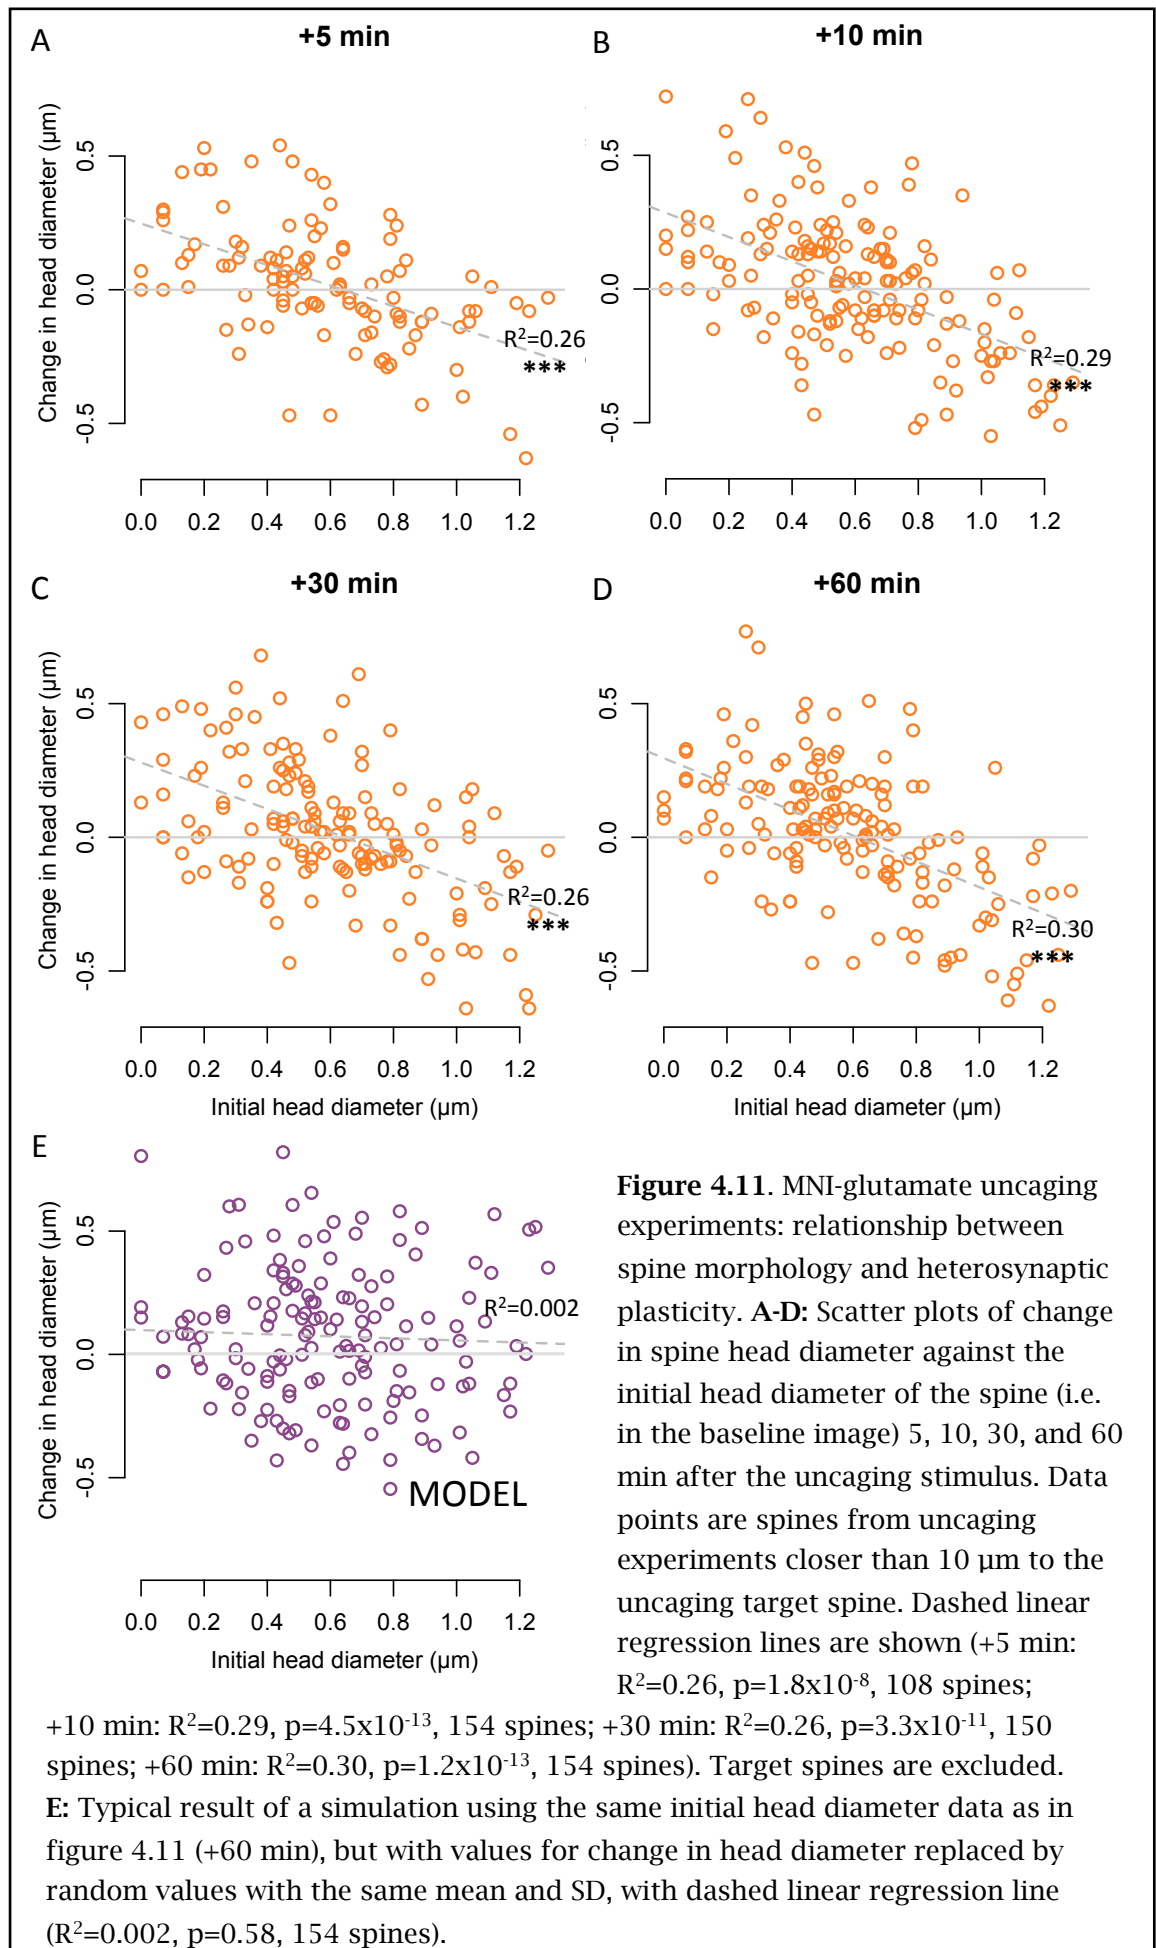 A
+5 min
Change in head diameter (µm)
0.5
0.0
-0.5
R²=0.26
***
0.0 0.2 0.4 0.6 0.8 1.0 1.2
B
+10 min
0.5
0.0
-0.5
R²=0.29
***
0.0 0.2 0.4 0.6 0.8 1.0 1.2
C
+30 min
Change in head diameter (µm)
0.5
0.0
-0.5
R²=0.26
***
0.0 0.2 0.4 0.6 0.8 1.0 1.2
Initial head diameter (µm)
D
+60 min
0.5
0.0
-0.5
R²=0.30
***
0.0 0.2 0.4 0.6 0.8 1.0 1.2
Initial head diameter (µm)
E
Change in head diameter (µm)
0.5
0.0
-0.5
R²=0.002
MODEL
0.0 0.2 0.4 0.6 0.8 1.0 1.2
Initial head diameter (µm)
Figure 4.11. MNI-glutamate uncaging
experiments: relationship between
spine morphology and heterosynaptic
plasticity. A-D: Scatter plots of change
in spine head diameter against the
initial head diameter of the spine (i.e.
in the baseline image) 5, 10, 30, and 60
min after the uncaging stimulus. Data
points are spines from uncaging
experiments closer than 10 µm to the
uncaging target spine. Dashed linear
regression lines are shown (+5 min:
R²=0.26, p=1.8x10⁻⁸, 108 spines;
+10 min: R²=0.29, p=4.5x10⁻¹³, 154 spines; +30 min: R²=0.26, p=3.3x10⁻¹¹, 150
spines; +60 min: R²=0.30, p=1.2x10⁻¹³, 154 spines). Target spines are excluded.
E: Typical result of a simulation using the same initial head diameter data as in
figure 4.11 (+60 min), but with values for change in head diameter replaced by
random values with the same mean and SD, with dashed linear regression line
(R²=0.002, p=0.58, 154 spines).